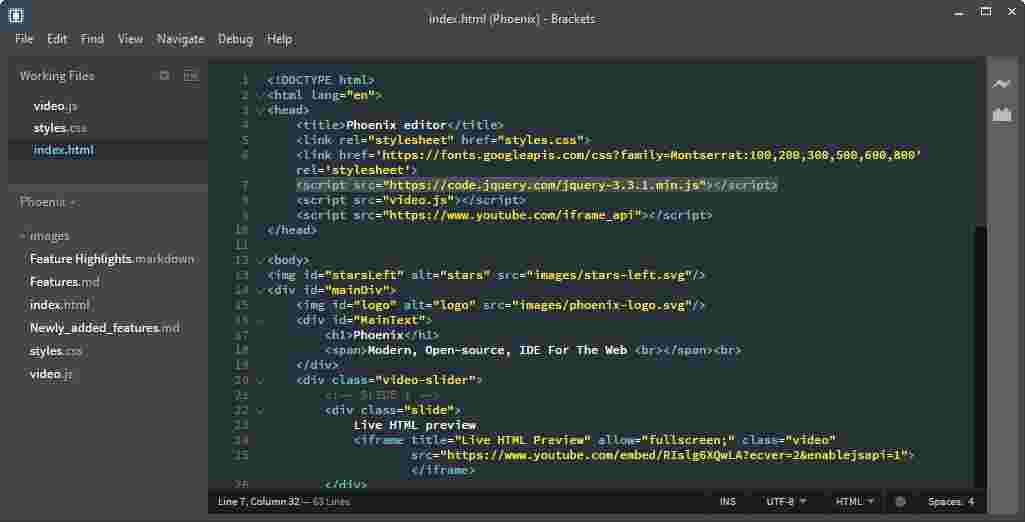 index.html (Phoenix) - Brackets
File Edit Find View Navigate Debug Help
Working Files
video.js
styles.css
index.html
Phoenix
images
Feature Highlights.markdown
Features.md
index.html
Newly_added_features.md
styles.css
video.js
1 <!DOCTYPE html>
2 <html lang="en">
3 <head>
4 <title>Phoenix editor</title>
5 <link rel="stylesheet" href="styles.css">
6 <link href='https://fonts.googleapis.com/css?family=Montserrat:100,200,300,500,600,800'
rel='stylesheet'>
7 <script src="https://code.jquery.com/jquery-3.3.1.min.js"></script>
8 <script src="video.js"></script>
9 <script src="https://www.youtube.com/iframe_api"></script>
10 </head>
11
12 <body>
13 <img id="starsLeft" alt="stars" src="images/stars-left.svg"/>
14 <div id="mainDiv">
15 <img id="logo" alt="logo" src="images/phoenix-logo.svg"/>
16 <div id="MainText">
17 <h1>Phoenix</h1>
18 <span>Modern, Open-source, IDE For The Web <br></span><br>
19 </div>
20 <div class="video-slider">
21 <!-- SLIDE 1 -->
22 <div class="slide">
23 Live HTML preview
24 <iframe title="Live HTML Preview" allow="fullscreen;" class="video"
25 src="https://www.youtube.com/embed/RIslg6XQwLA?ecver=2&enablejsapi=1">
</iframe>
26 </div>
Line 7, Column 32 — 63 Lines
INS UTF-8 HTML Spaces: 4